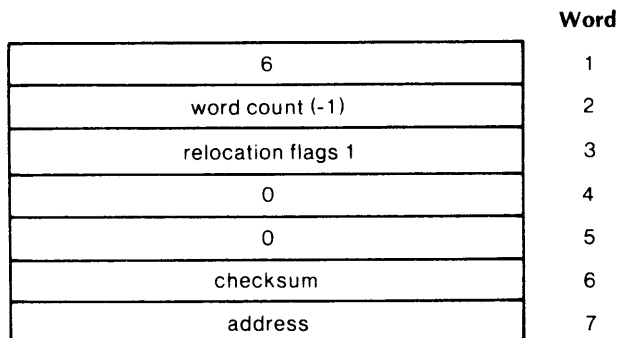 Word
6 1
word count (-1) 2
relocation flags 1 3
0 4
0 5
checksum 6
address 7